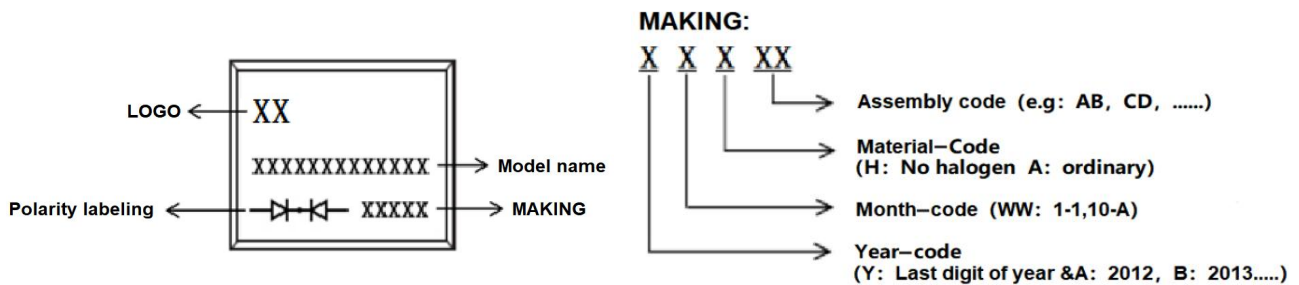 LOGO
XX
XXXXXXXXXXXXX
Model name
Polarity labeling
XXXXX
MAKING
MAKING:
X X X XX
Assembly code (e.g: AB, CD, ......)
Material-Code
(H: No halogen A: ordinary)
Month-code (WW: 1-1,10-A)
Year-code
(Y: Last digit of year &A: 2012, B: 2013.....)